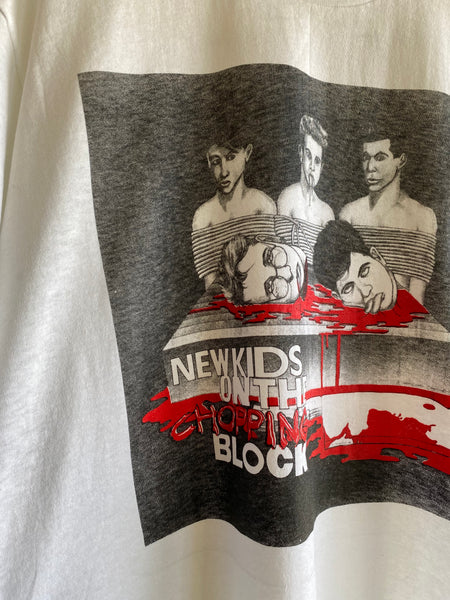 NEW KIDS
ON THE
CHOPPING
BLOCK